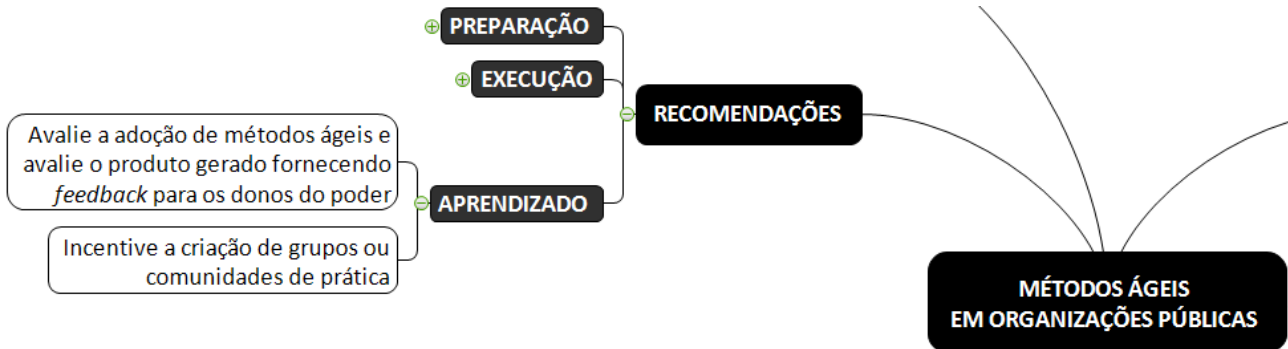 PREPARAÇÃO
EXECUÇÃO
RECOMENDAÇÕES
Avalie a adoção de métodos ágeis e
avalie o produto gerado fornecendo
feedback para os donos do poder
APRENDIZADO
Incentive a criação de grupos ou
comunidades de prática
MÉTODOS ÁGEIS
EM ORGANIZAÇÕES PÚBLICAS